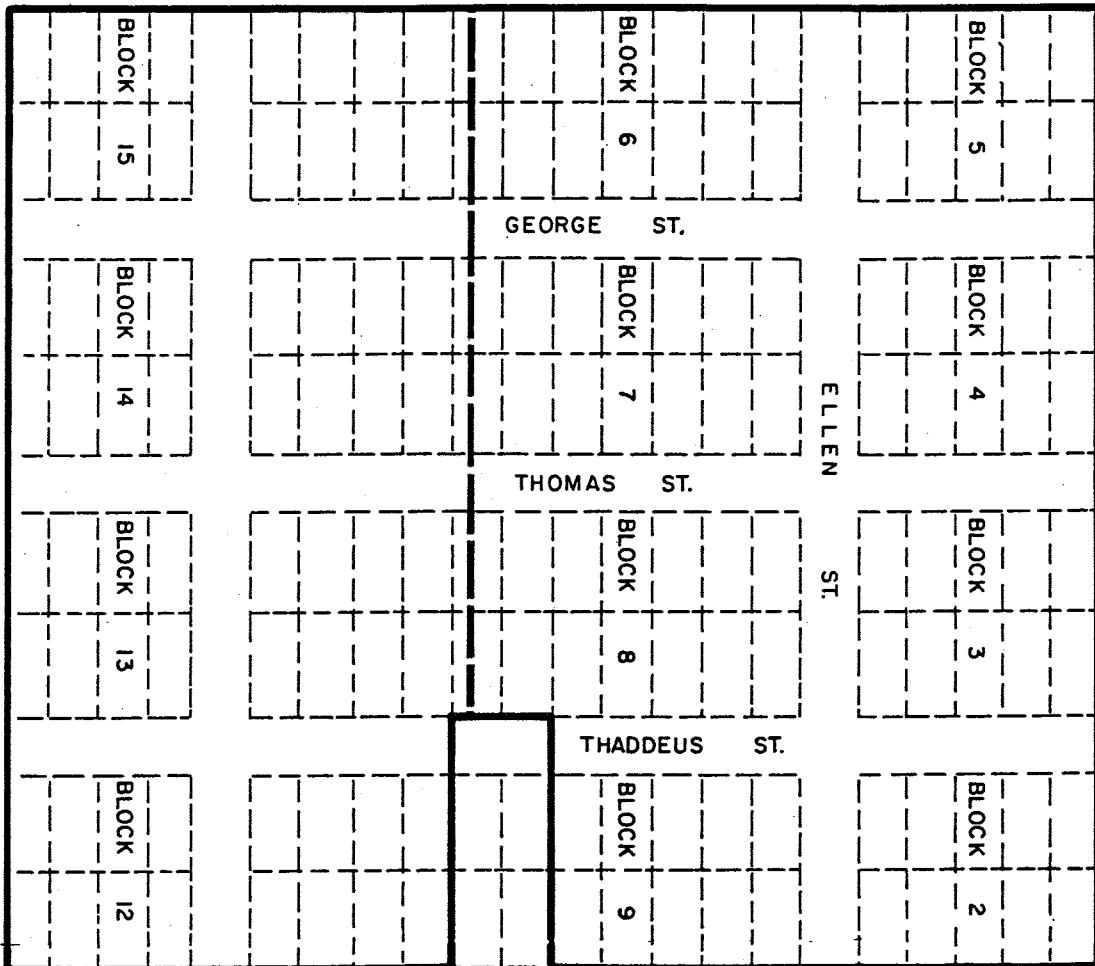 BLOCK 15
BLOCK 6
BLOCK 5
GEORGE ST.
BLOCK 14
BLOCK 7
BLOCK 4
ELLEN ST.
THOMAS ST.
BLOCK 13
BLOCK 8
BLOCK 3
THADDEUS ST.
BLOCK 12
BLOCK 9
BLOCK 2